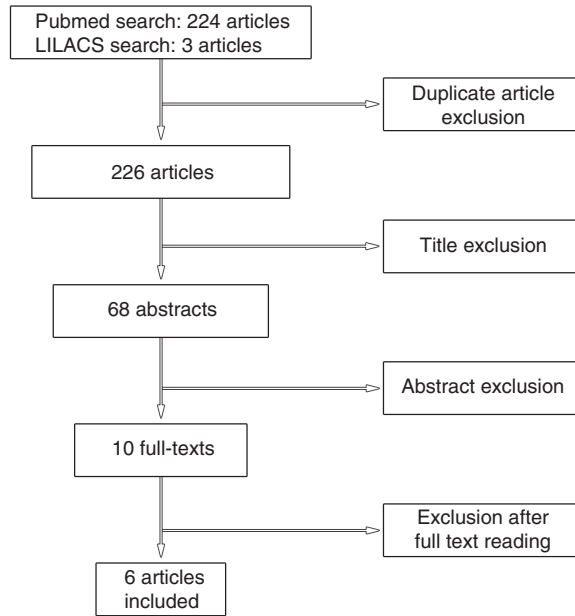 Pubmed search: 224 articles
LILACS search: 3 articles
Duplicate article
exclusion
226 articles
Title exclusion
68 abstracts
Abstract exclusion
10 full-texts
Exclusion after
full text reading
6 articles
included